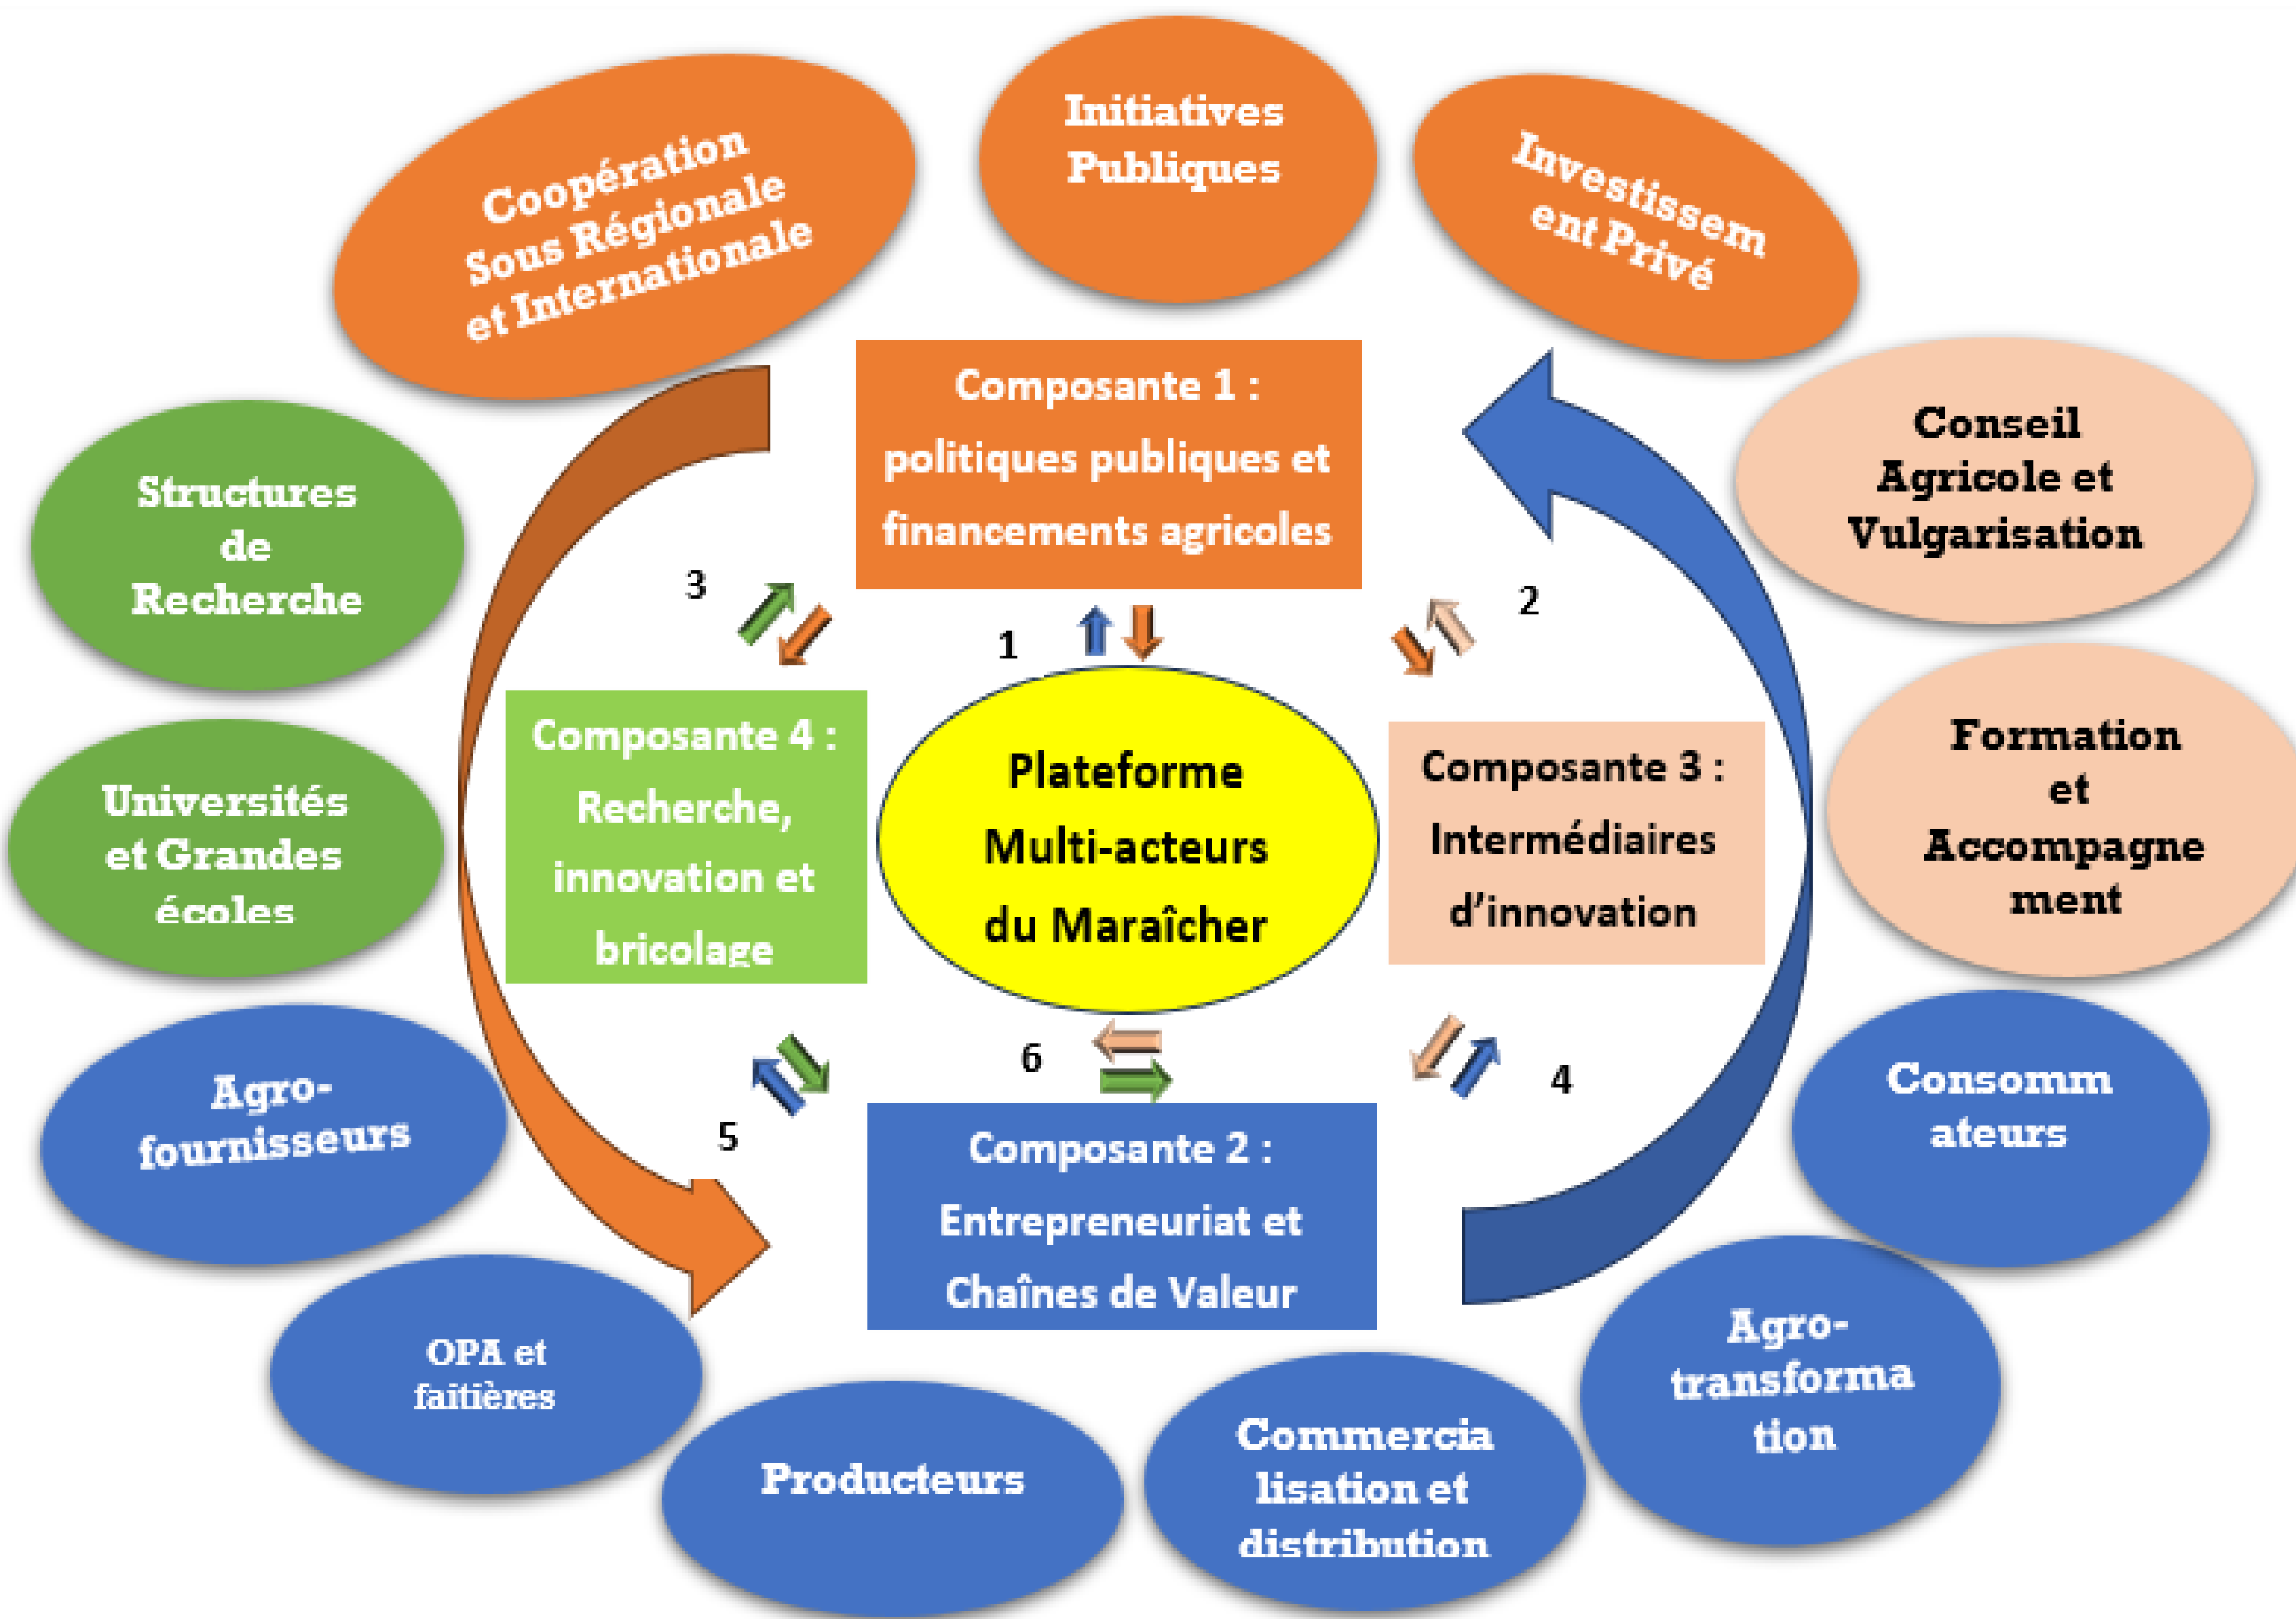 Initiatives
Publiques
Coopération
Sous Régionale
et Internationale
Investissem
ent Privé
Composante 1 :
politiques publiques et
financements agricoles
Conseil
Agricole et
Vulgarisation
Structures
de
Recherche
3
1
2
Composante 4 :
Recherche,
innovation et
bricolage
Plateforme
Multi-acteurs
du Maraîcher
Composante 3 :
Intermédiaires
d’innovation
Formation
et
Accompagne
ment
Universités
et Grandes
écoles
6
4
5
Agro-
fournisseurs
Composante 2 :
Entrepreneuriat et
Chaînes de Valeur
Consomm
ateurs
OPA et
faitières
Producteurs
Commercia
lisation et
distribution
Agro-
transforma
tion